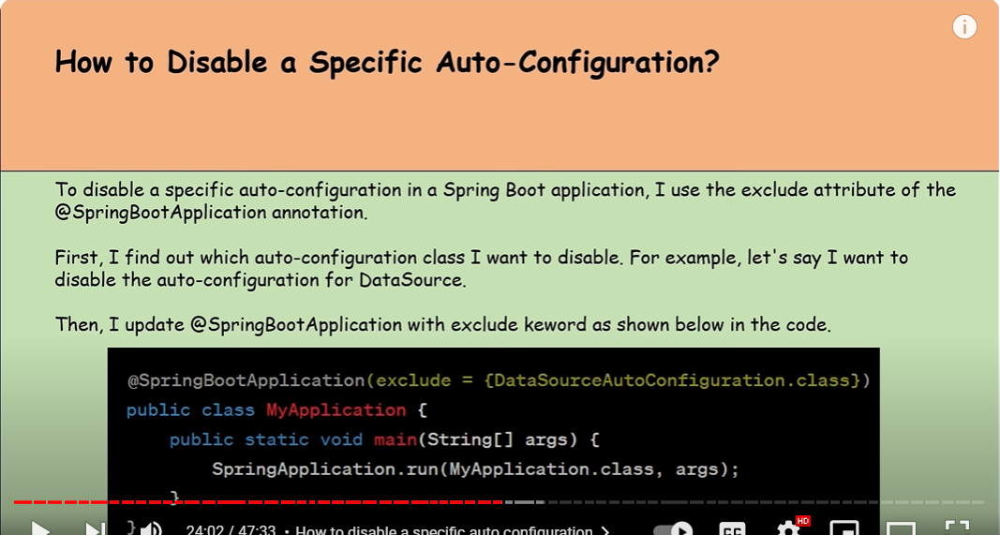 How to Disable a Specific Auto-Configuration?
To disable a specific auto-configuration in a Spring Boot application, I use the exclude attribute of the
@SpringBootApplication annotation.
First, I find out which auto-configuration class I want to disable. For example, let's say I want to
disable the auto-configuration for DataSource.
Then, I update @SpringBootApplication with exclude keword as shown below in the code.
@SpringBootApplication(exclude = {DataSourceAutoConfiguration.class})
public class MyApplication {
public static void main(String[] args) {
SpringApplication.run(MyApplication.class, args);
}
}
24:02 / 47:33 • How to disable a specific auto configuration
CC
HD